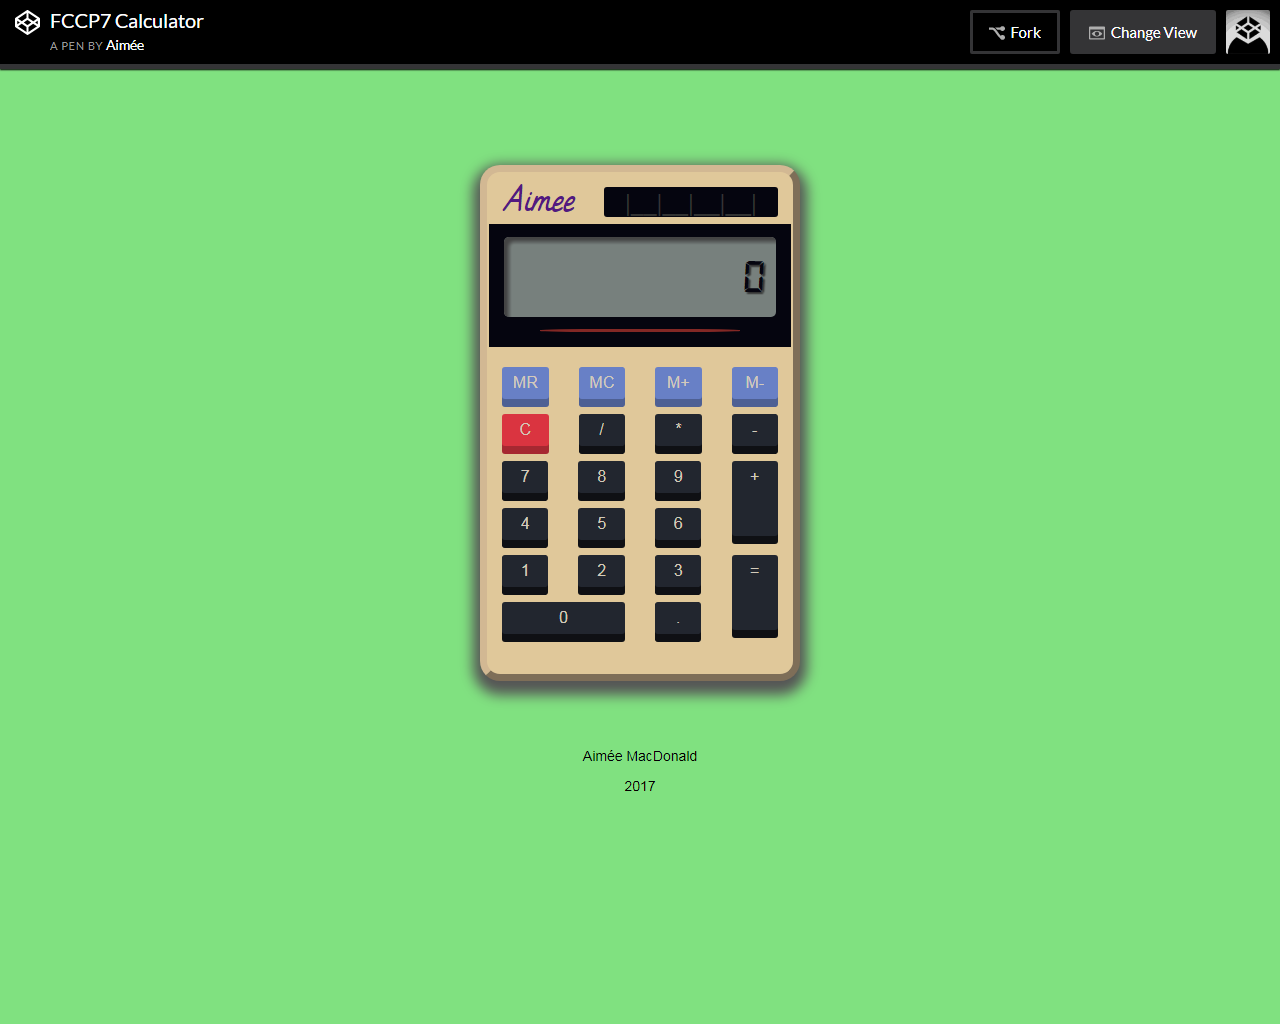 FCCP7 Calculator
A PEN BY Aimée
Fork
Change View
Aimee
0
MR MC M+ M-
C / * -
7 8 9 +
4 5 6
1 2 3 =
0 .
Aimée MacDonald
2017